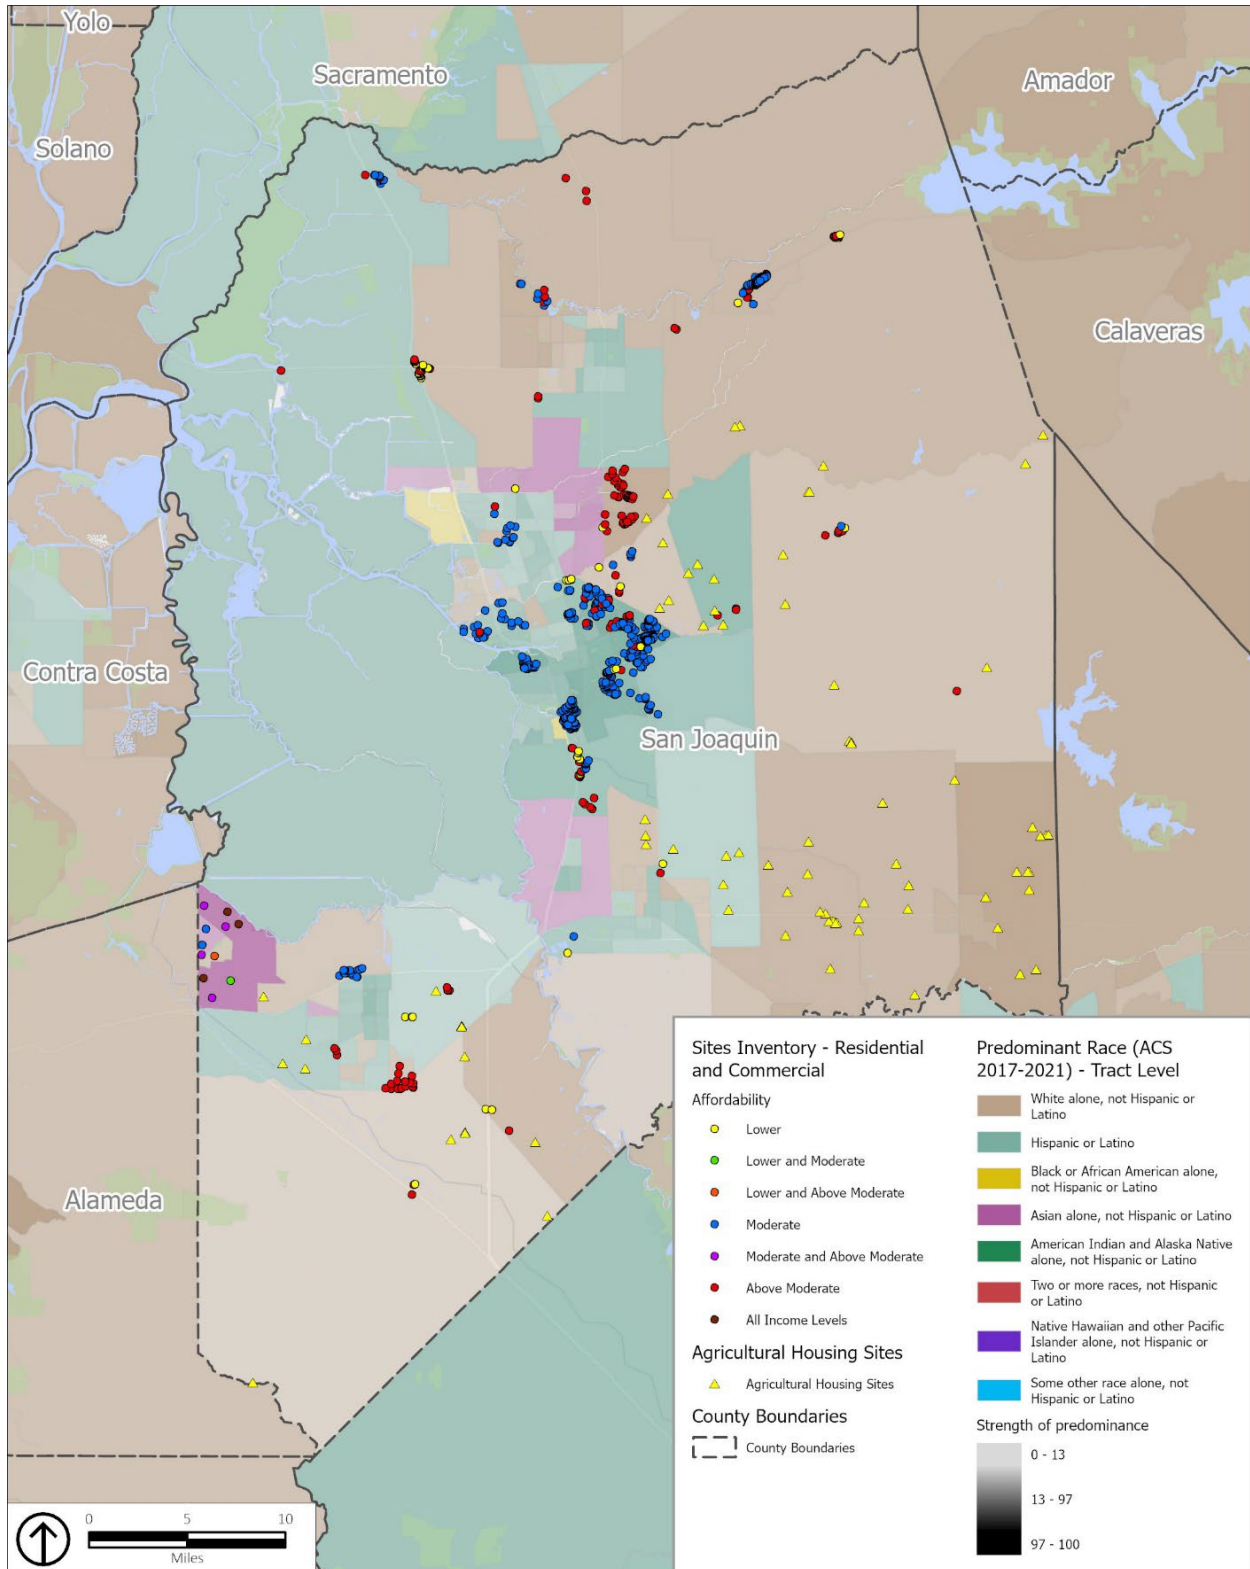 Yolo
Sacramento
Amador
Solano
Calaveras
Contra Costa
San Joaquin
Alameda
Sites Inventory - Residential
and Commercial
Affordability
Lower
Lower and Moderate
Lower and Above Moderate
Moderate
Moderate and Above Moderate
Above Moderate
All Income Levels
Agricultural Housing Sites
Agricultural Housing Sites
County Boundaries
County Boundaries
Predominant Race (ACS
2017-2021) - Tract Level
White alone, not Hispanic or
Latino
Hispanic or Latino
Black or African American alone,
not Hispanic or Latino
Asian alone, not Hispanic or Latino
American Indian and Alaska Native
alone, not Hispanic or Latino
Two or more races, not Hispanic
or Latino
Native Hawaiian and other Pacific
Islander alone, not Hispanic or
Latino
Some other race alone, not
Hispanic or Latino
Strength of predominance
0 - 13
13 - 97
97 - 100
0 5 10
Miles